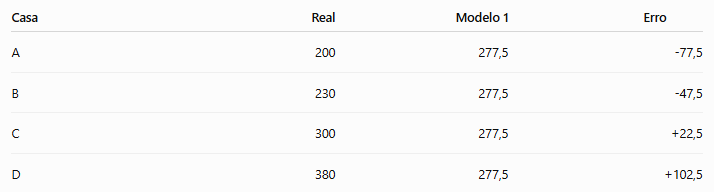 Casa Real Modelo 1 Erro
A 200 277,5 -77,5
B 230 277,5 -47,5
C 300 277,5 +22,5
D 380 277,5 +102,5